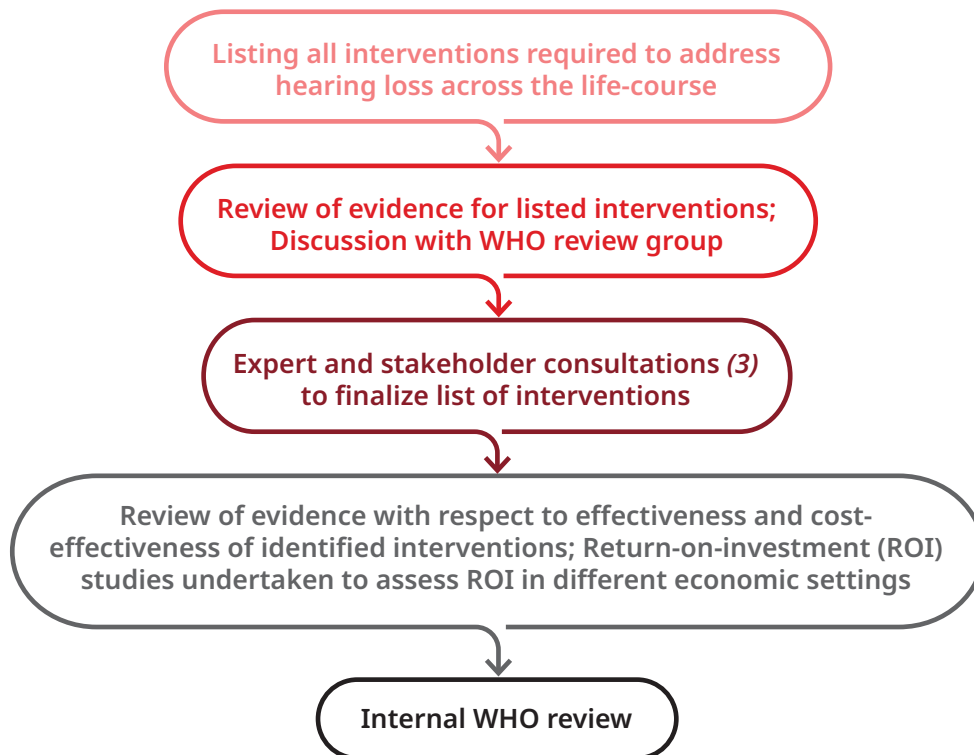 Listing all interventions required to address
hearing loss across the life-course
Review of evidence for listed interventions;
Discussion with WHO review group
Expert and stakeholder consultations (3)
to finalize list of interventions
Review of evidence with respect to effectiveness and cost-
effectiveness of identified interventions; Return-on-investment (ROI)
studies undertaken to assess ROI in different economic settings
Internal WHO review